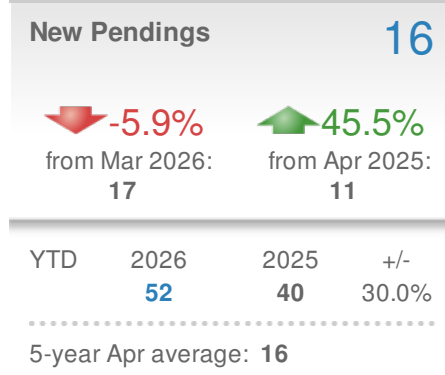 New Pendings 16
-5.9% 45.5%
from Mar 2026: from Apr 2025:
17 11
YTD 2026 2025 +/-
52 40 30.0%
5-year Apr average: 16